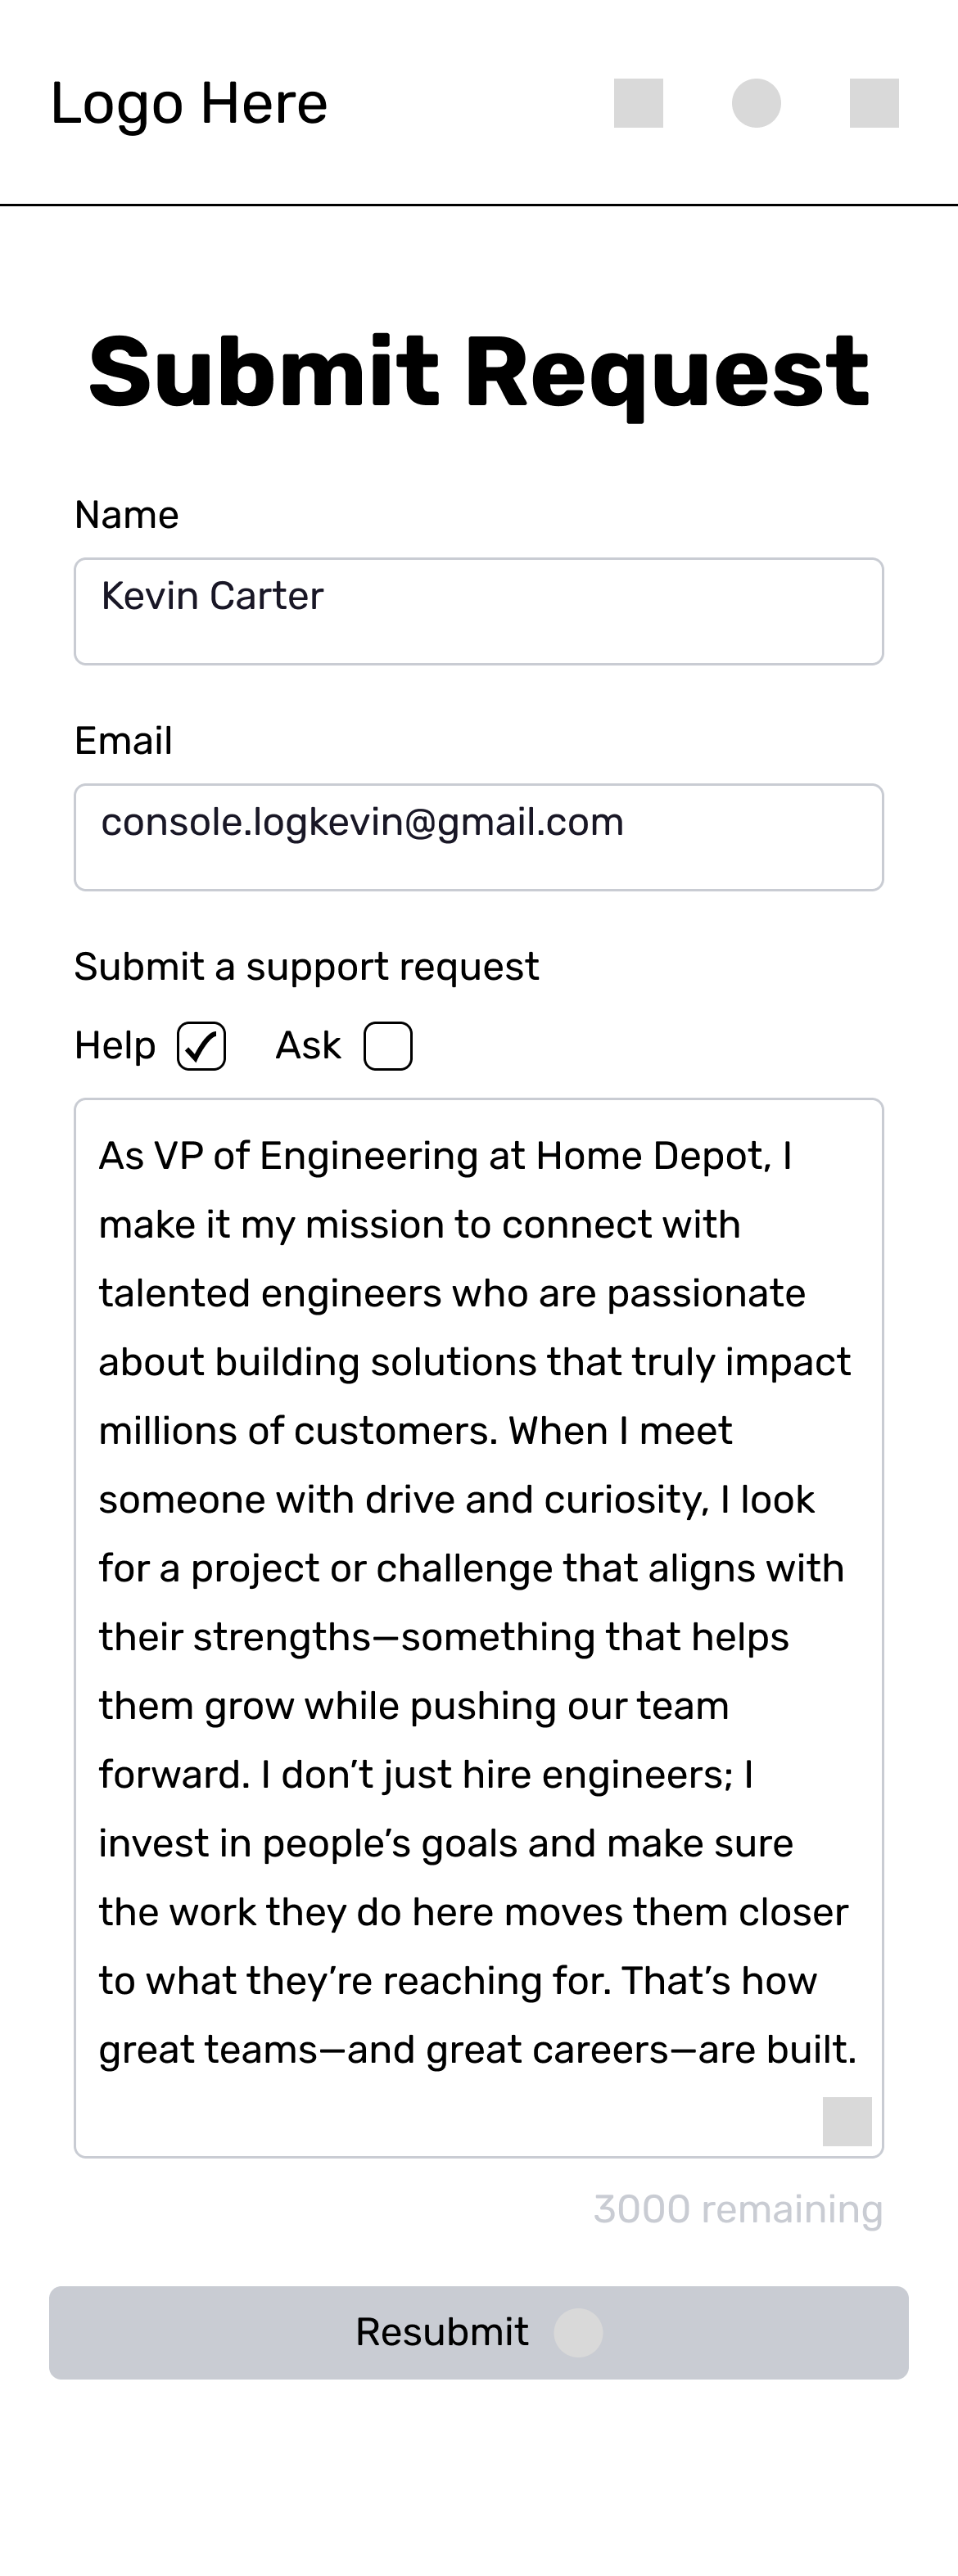 Logo Here
Submit Request
Name
Kevin Carter
Email
console.logkevin@gmail.com
Submit a support request
Help Ask
As VP of Engineering at Home Depot, I
make it my mission to connect with
talented engineers who are passionate
about building solutions that truly impact
millions of customers. When I meet
someone with drive and curiosity, I look
for a project or challenge that aligns with
their strengths—something that helps
them grow while pushing our team
forward. I don’t just hire engineers; I
invest in people’s goals and make sure
the work they do here moves them closer
to what they’re reaching for. That’s how
great teams—and great careers—are built.
3000 remaining
Resubmit